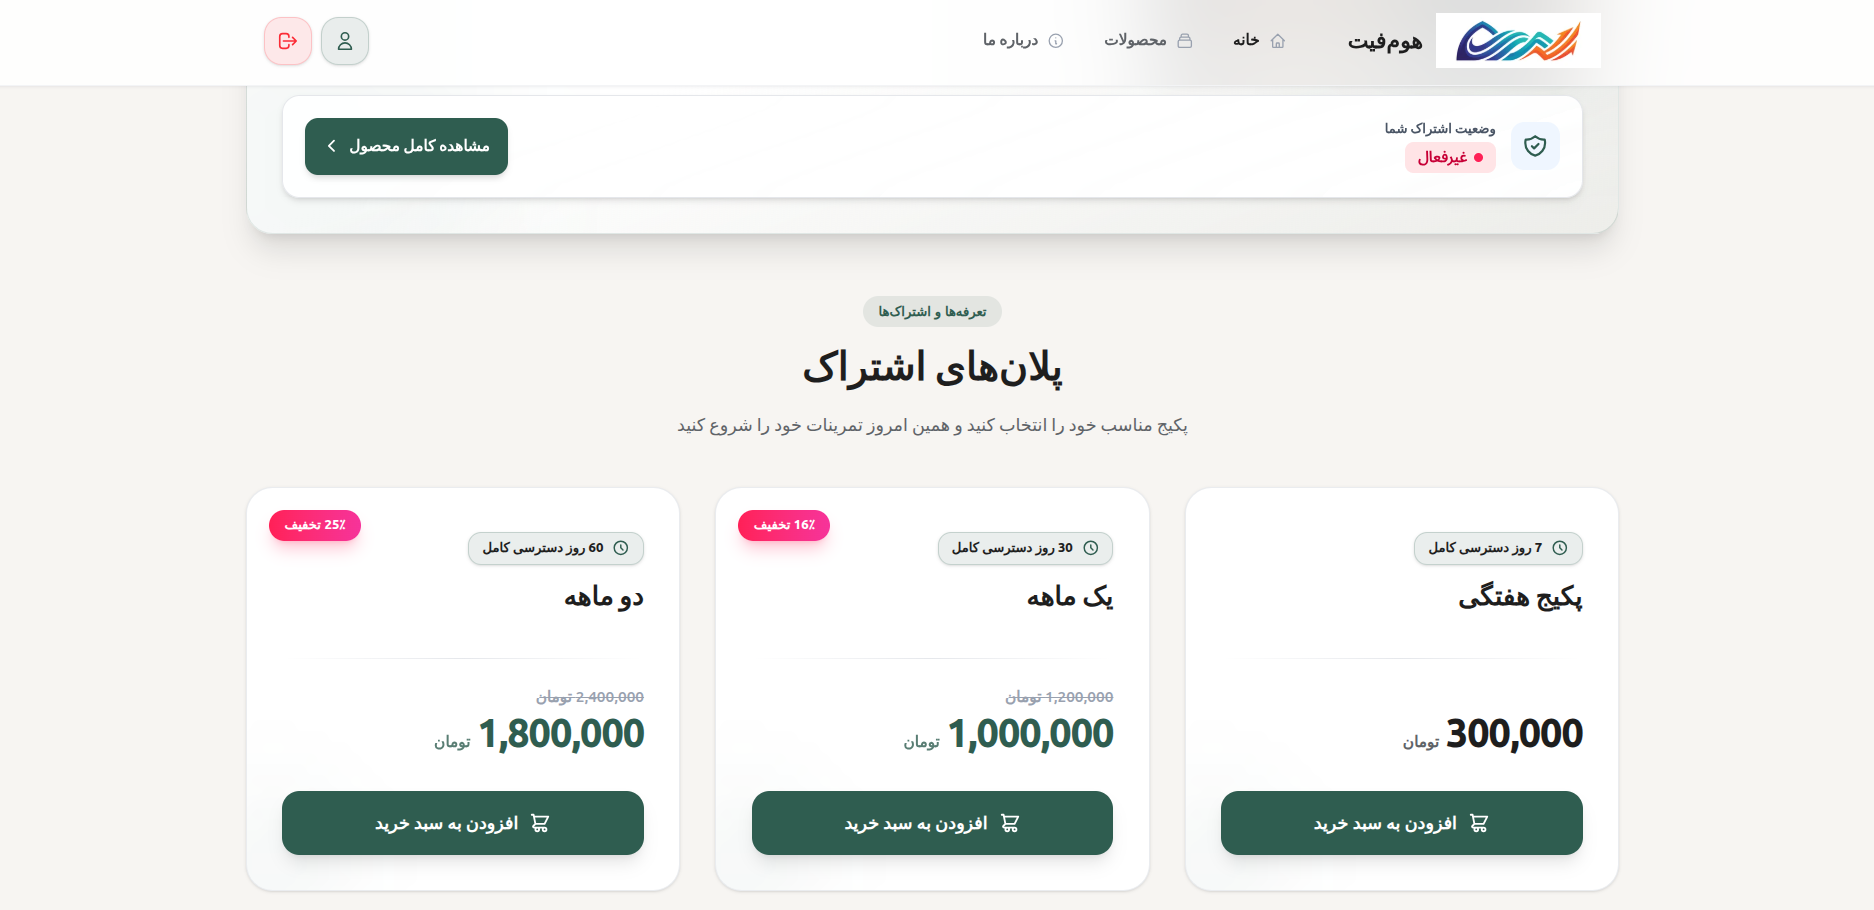 هوم‌فیت
خانه
محصولات
درباره ما
وضعیت اشتراک شما
غیرفعال
مشاهده کامل محصول
تعرفه‌ها و اشتراک‌ها
پلان‌های اشتراک
پکیج مناسب خود را انتخاب کنید و همین امروز تمرینات خود را شروع کنید
7 روز دسترسی کامل
پکیج هفتگی
300,000 تومان
افزودن به سبد خرید
16٪ تخفیف
30 روز دسترسی کامل
یک ماهه
1,200,000 تومان
1,000,000 تومان
افزودن به سبد خرید
25٪ تخفیف
60 روز دسترسی کامل
دو ماهه
2,400,000 تومان
1,800,000 تومان
افزودن به سبد خرید